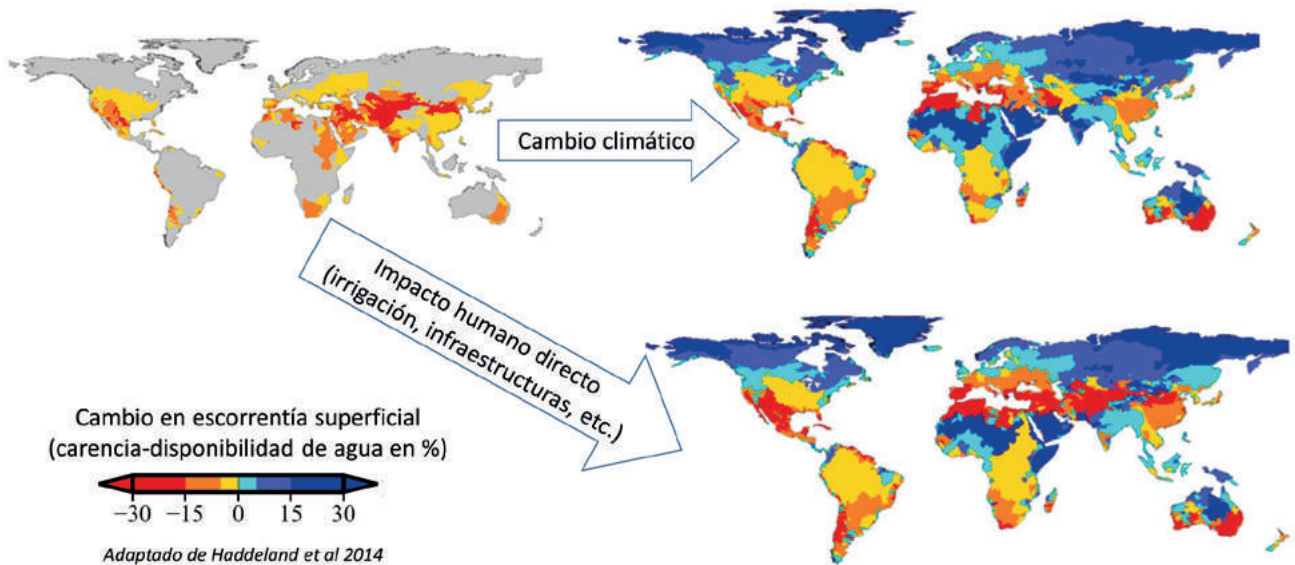 Cambio climático
Impacto humano directo
(irrigación, infraestructuras, etc.)
Cambio en escorrentía superficial
(carencia-disponibilidad de agua en %)
−30 −15 0 15 30
Adaptado de Haddeland et al 2014